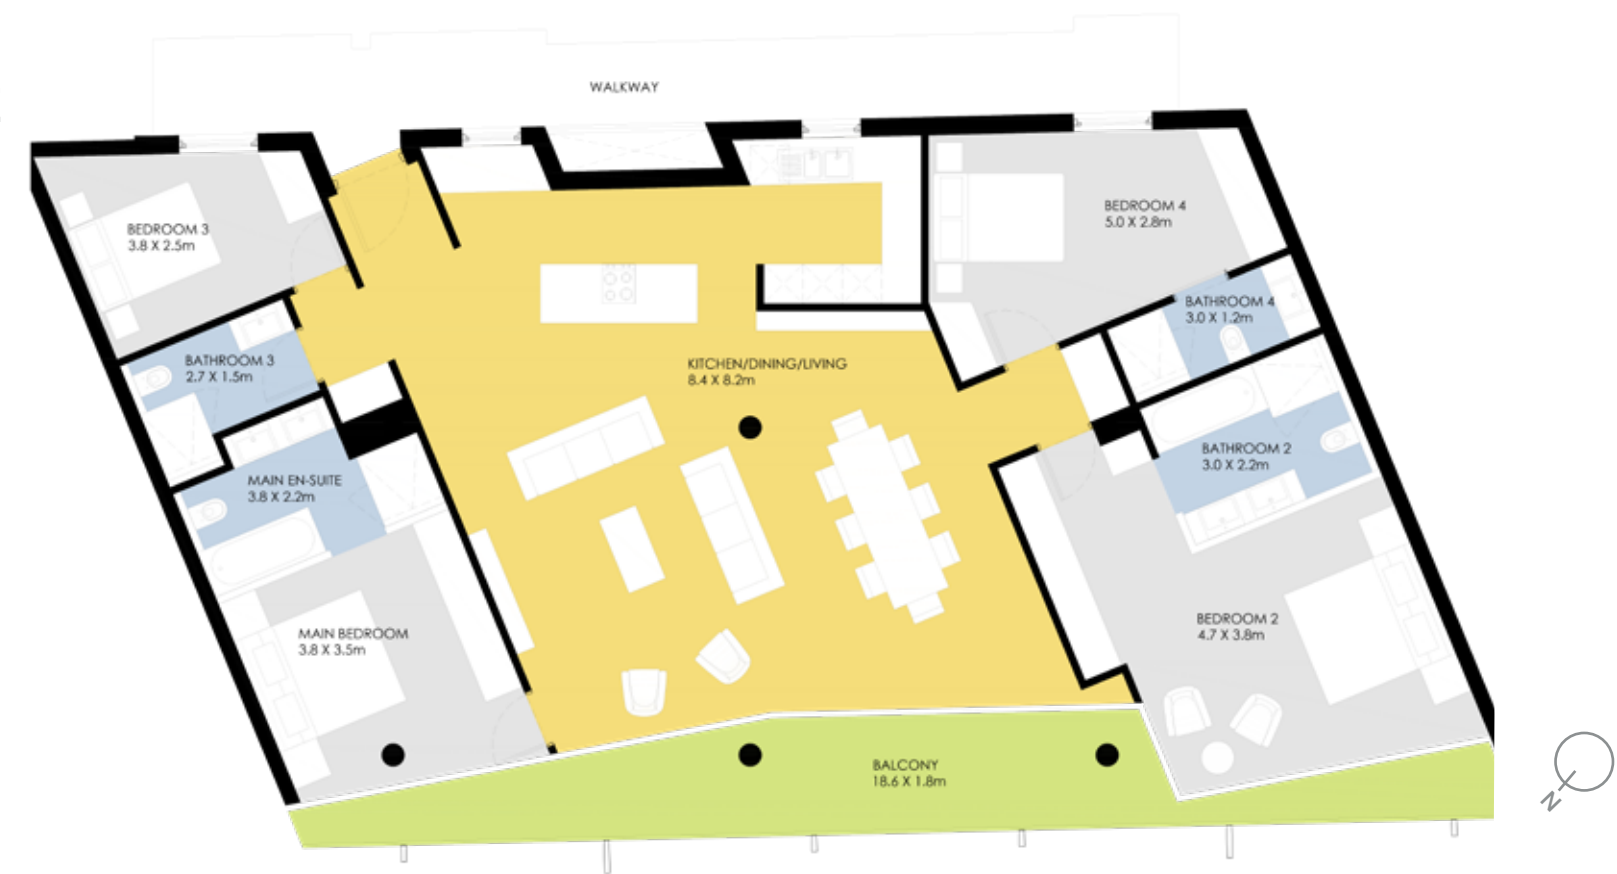 WALKWAY
BEDROOM 3
3.8 X 2.5m
BEDROOM 4
5.0 X 2.8m
BATHROOM 4
3.0 X 1.2m
BATHROOM 3
2.7 X 1.5m
KITCHEN/DINING/LIVING
8.4 X 8.2m
BATHROOM 2
3.0 X 2.2m
MAIN EN-SUITE
3.8 X 2.2m
BEDROOM 2
4.7 X 3.8m
MAIN BEDROOM
3.8 X 3.5m
BALCONY
18.6 X 1.8m
N